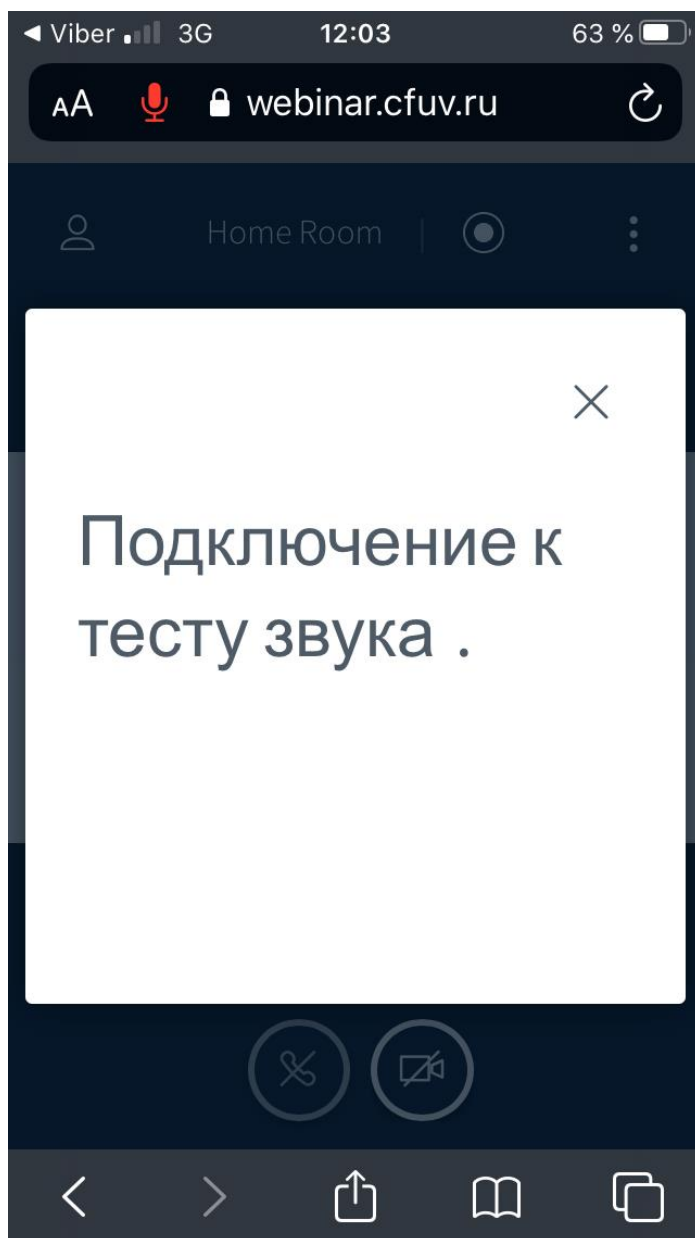 Viber 3G 12:03 63 %
AA webinar.cfuv.ru
Home Room
Подключение к
тесту звука .